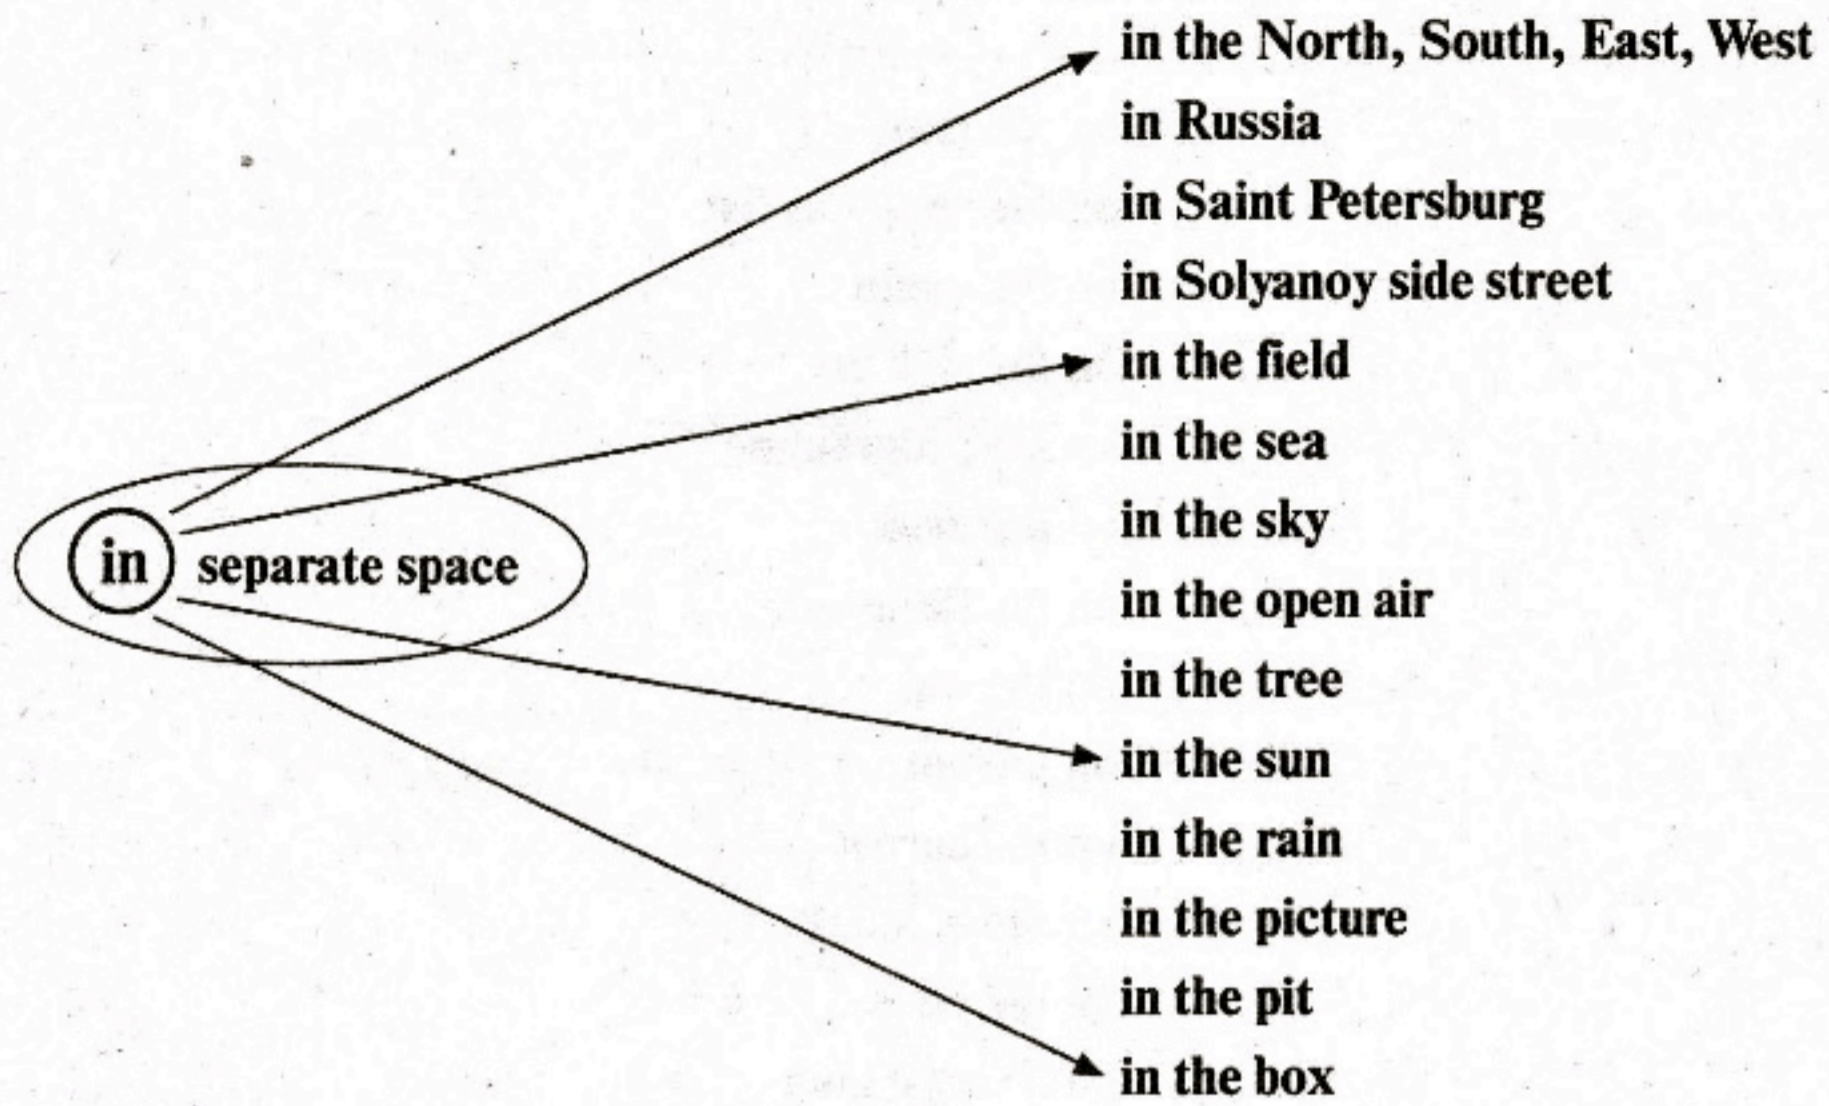 in the North, South, East, West
in Russia
in Saint Petersburg
in Solyanoy side street
in the field
in the sea
in the sky
in separate space
in the open air
in the tree
in the sun
in the rain
in the picture
in the pit
in the box